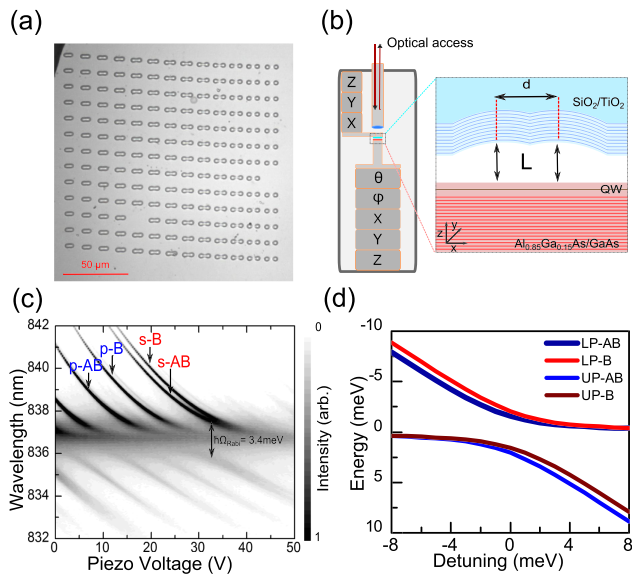 (a)
50 µm
(b)
Optical access
Z
Y
X
θ
φ
X
Y
Z
d
SiO2/TiO2
L
QW
z
y
x
Al0.85Ga0.15As/GaAs
(c)
Wavelength (nm)
842
840
838
836
834
832
p-AB
p-B
s-B
s-AB
ħΩRabi= 3.4meV
0
10
20
30
40
50
Piezo Voltage (V)
0
Intensity (arb.)
1
(d)
Energy (meV)
-10
-5
0
5
10
LP-AB
LP-B
UP-AB
UP-B
-8
-4
0
4
8
Detuning (meV)